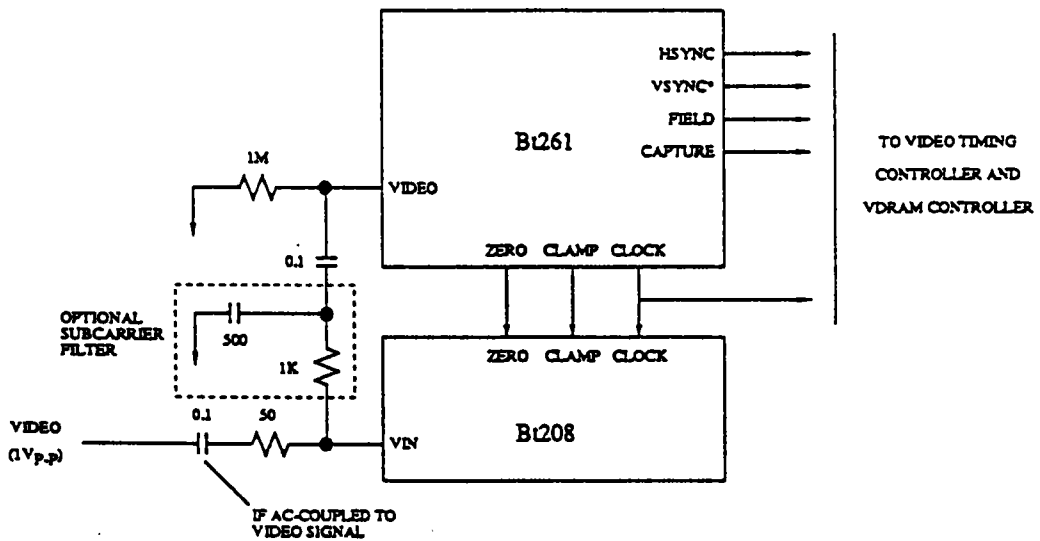 HSYNC
VSYNC*
FIELD
CAPTURE
Bt261
VIDEO
ZERO CLAMP CLOCK
TO VIDEO TIMING
CONTROLLER AND
VDRAM CONTROLLER
1M
0.1
OPTIONAL
SUBCARRIER
FILTER
500
1K
ZERO CLAMP CLOCK
Bt208
VIN
VIDEO
(1Vp-p)
0.1
50
IF AC-COUPLED TO
VIDEO SIGNAL